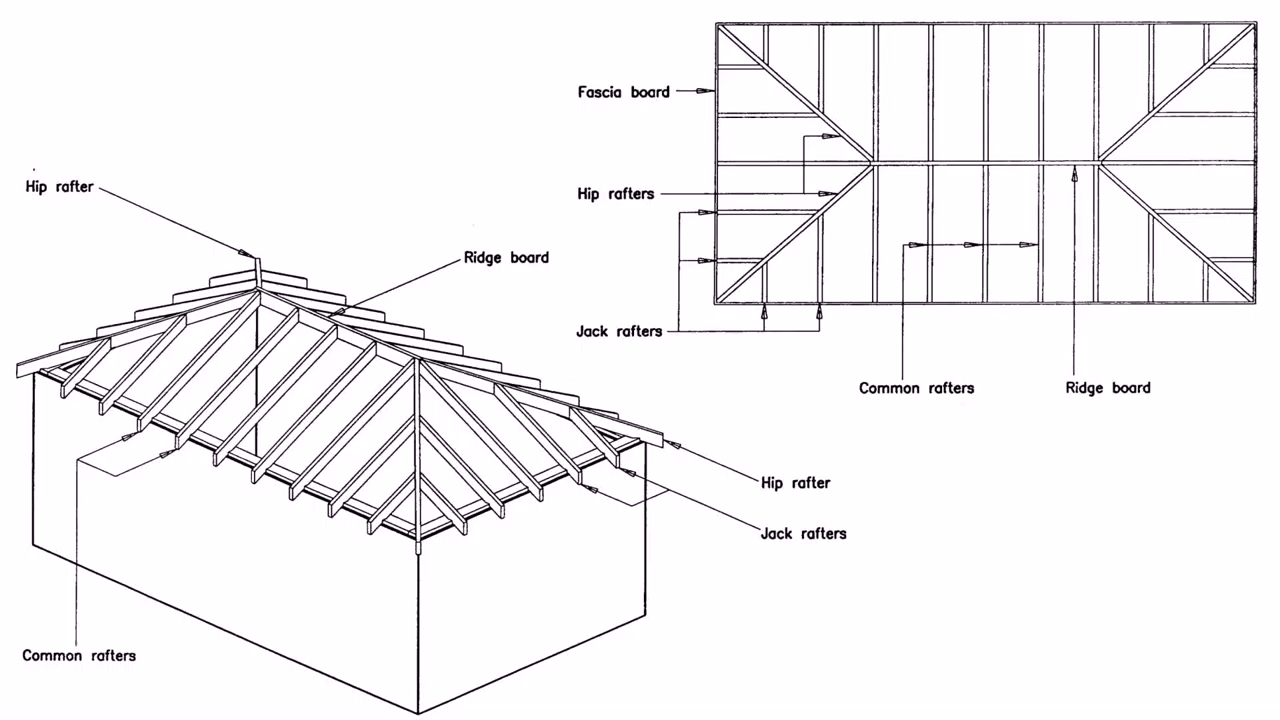 Fascia board
Hip rafter
Hip rafters
Ridge board
Jack rafters
Common rafters
Ridge board
Hip rafter
Jack rafters
Common rafters